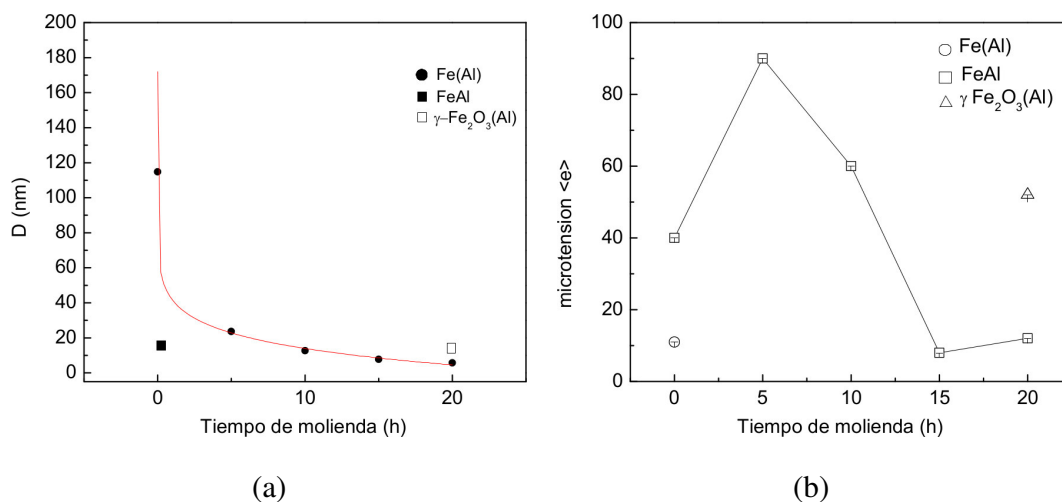 200
180
160
140
120
100
80
60
40
20
0
D (nm)
Fe(Al)
FeAl
γ–Fe₂O₃(Al)
0 10 20
Tiempo de molienda (h)
(a)
100
80
60
40
20
0
microtension <e>
Fe(Al)
FeAl
γ Fe₂O₃(Al)
0 5 10 15 20
Tiempo de molienda (h)
(b)